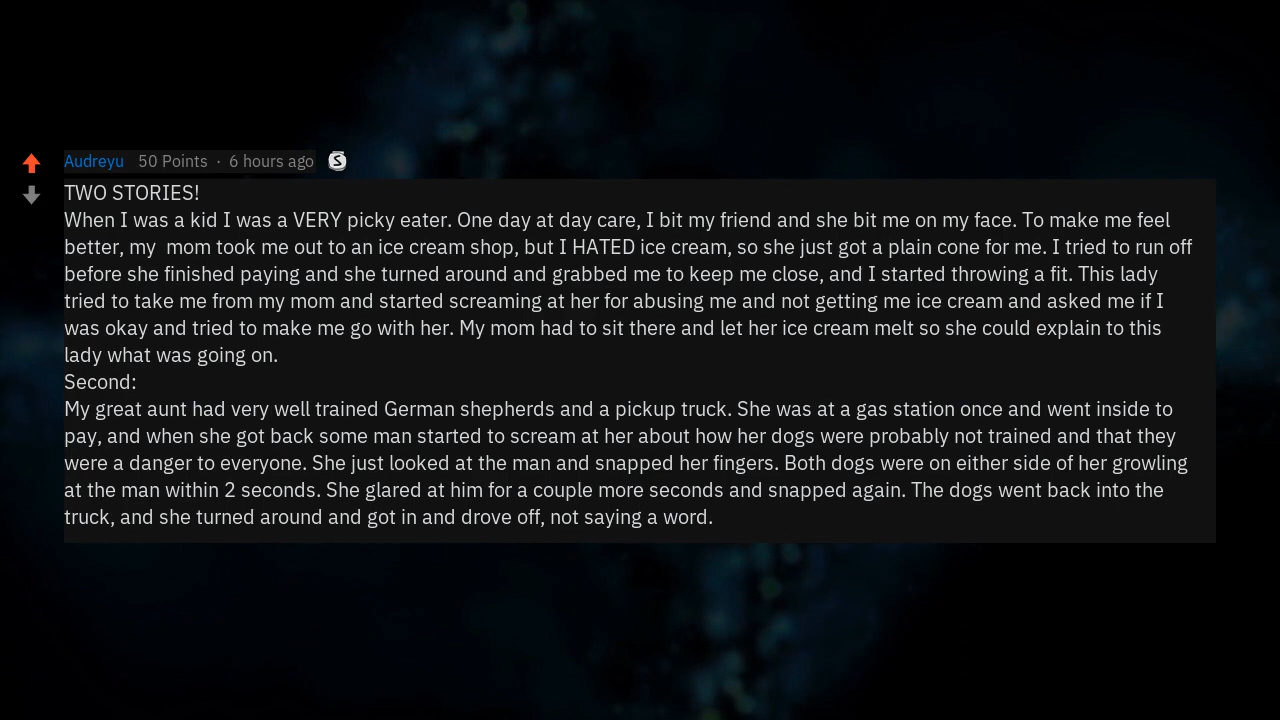 Audreyu 50 Points · 6 hours ago S
TWO STORIES!
When I was a kid I was a VERY picky eater. One day at day care, I bit my friend and she bit me on my face. To make me feel
better, my  mom took me out to an ice cream shop, but I HATED ice cream, so she just got a plain cone for me. I tried to run off
before she finished paying and she turned around and grabbed me to keep me close, and I started throwing a fit. This lady
tried to take me from my mom and started screaming at her for abusing me and not getting me ice cream and asked me if I
was okay and tried to make me go with her. My mom had to sit there and let her ice cream melt so she could explain to this
lady what was going on.
Second:
My great aunt had very well trained German shepherds and a pickup truck. She was at a gas station once and went inside to
pay, and when she got back some man started to scream at her about how her dogs were probably not trained and that they
were a danger to everyone. She just looked at the man and snapped her fingers. Both dogs were on either side of her growling
at the man within 2 seconds. She glared at him for a couple more seconds and snapped again. The dogs went back into the
truck, and she turned around and got in and drove off, not saying a word.